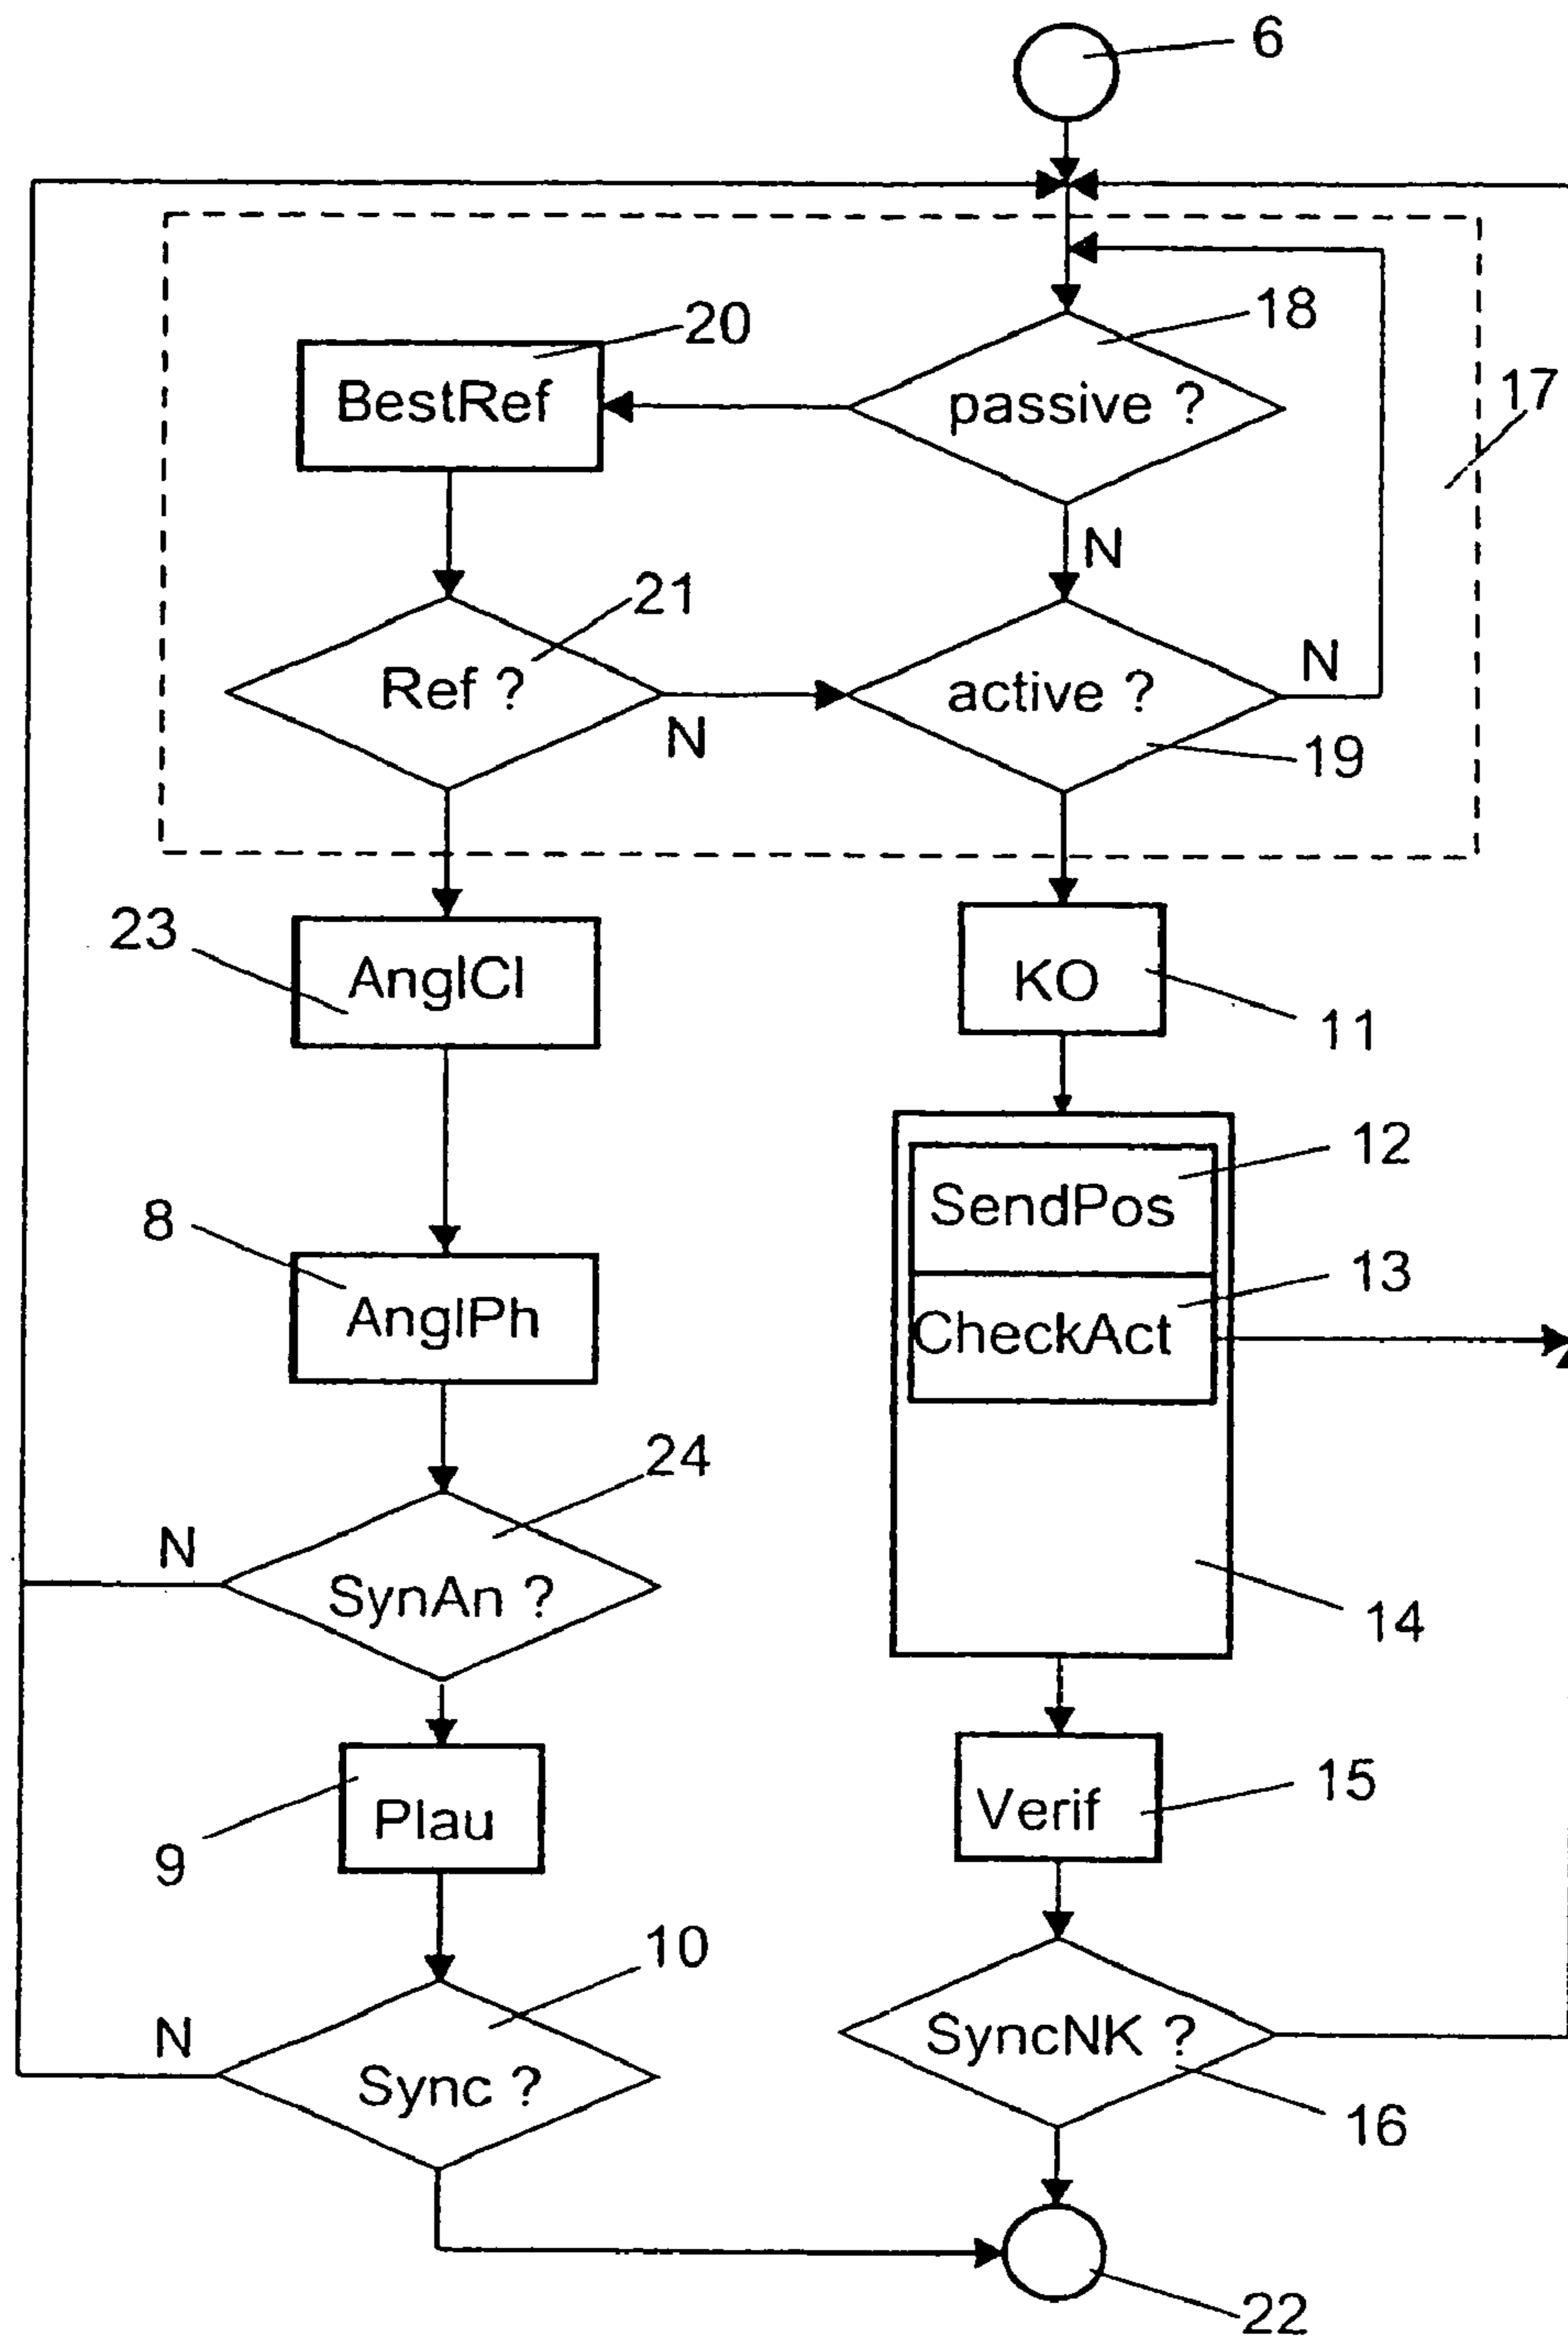 6
20
18
BestRef
passive ?
17
N
21
Ref ?
active ?
N
N
19
23
AnglCl
KO
11
12
SendPos
8
13
AnglPh
CheckAct
24
N
SynAn ?
14
15
Plau
Verif
9
10
N
SyncNK ?
Sync ?
16
22